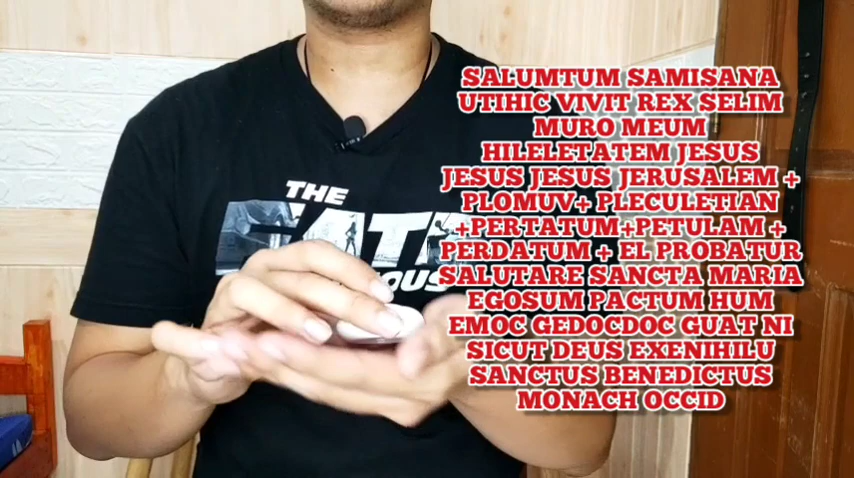 THE
FATE
OUS
SALUMTUM SAMISANA
UTIHIC VIVIT REX SELIM
MURO MEUM
HILELETATEM JESUS
JESUS JESUS JERUSALEM +
PLOMUV+ PLECULETIAN
+PERTATUM+PETULAM +
PERDATUM + EL PROBATUR
SALUTARE SANCTA MARIA
EGOSUM PACTUM HUM
EMOC GEDOCDOC GUAT NI
SICUT DEUS EXENIHILU
SANCTUS BENEDICTUS
MONACH OCCID